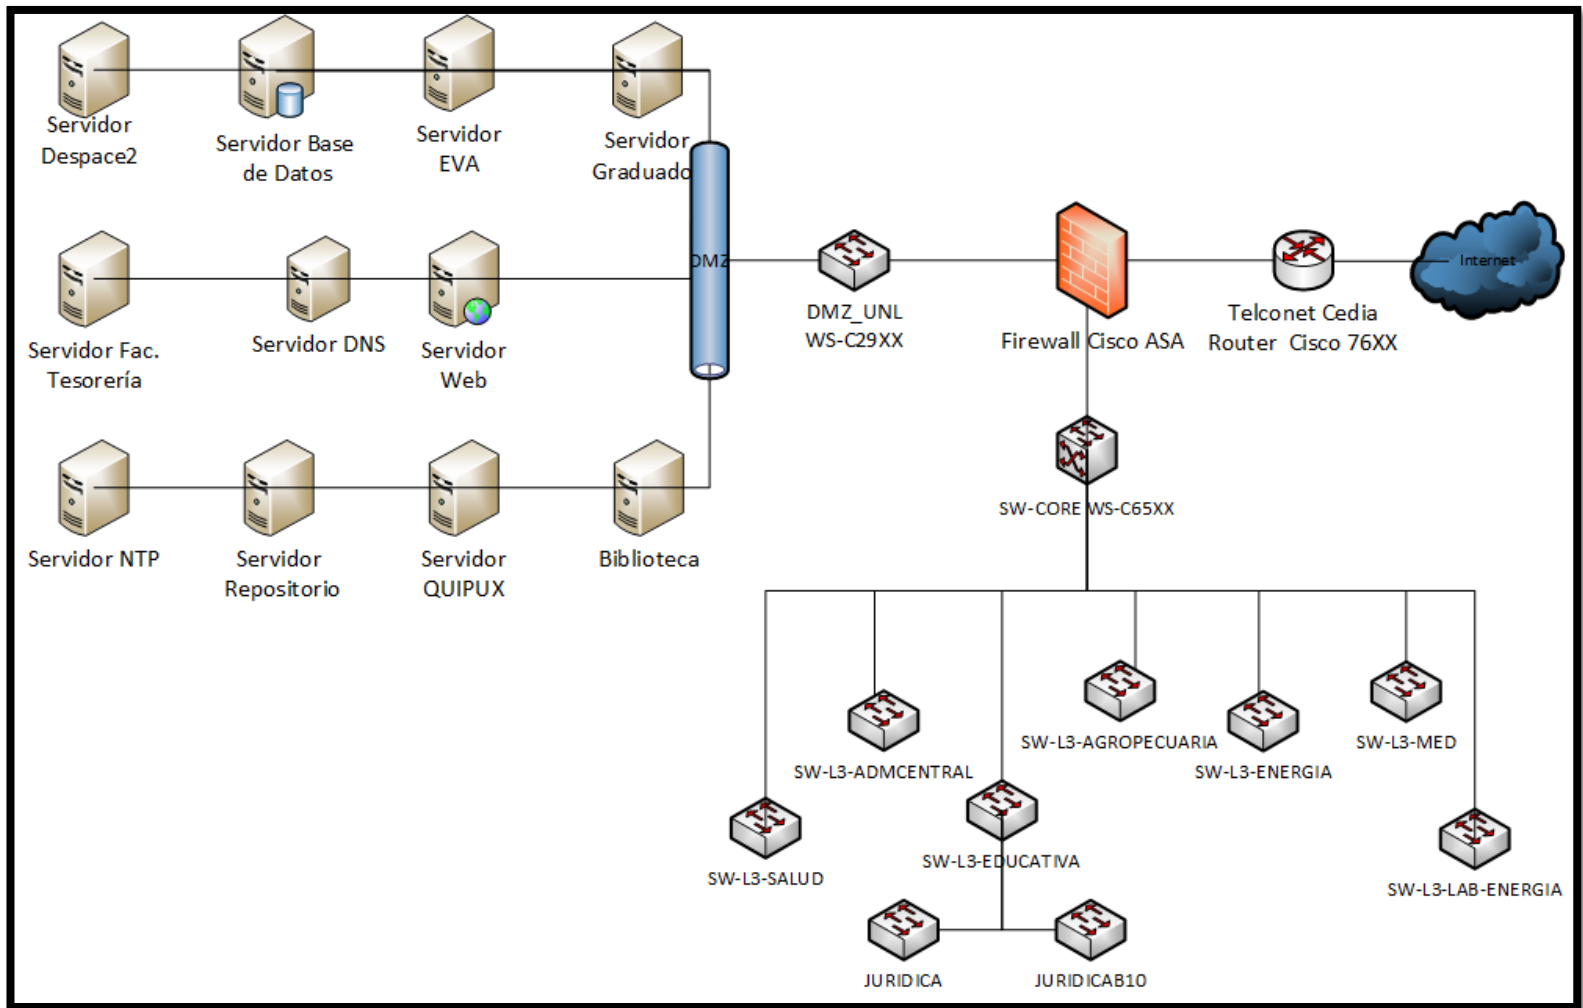 Servidor
Despace2
Servidor Base
de Datos
Servidor
EVA
Servidor
Graduado
DMZ
Servidor Fac.
Tesorería
Servidor DNS
Servidor
Web
DMZ_UNL
WS-C29XX
Firewall Cisco ASA
Telconet Cedia
Router Cisco 76XX
Internet
Servidor NTP
Servidor
Repositorio
Servidor
QUIPUX
Biblioteca
SW-CORE WS-C65XX
SW-L3-ADMCENTRAL
SW-L3-AGROPECUARIA
SW-L3-ENERGIA
SW-L3-MED
SW-L3-SALUD
SW-L3-EDUCATIVA
SW-L3-LAB-ENERGIA
JURIDICA
JURIDICAB10